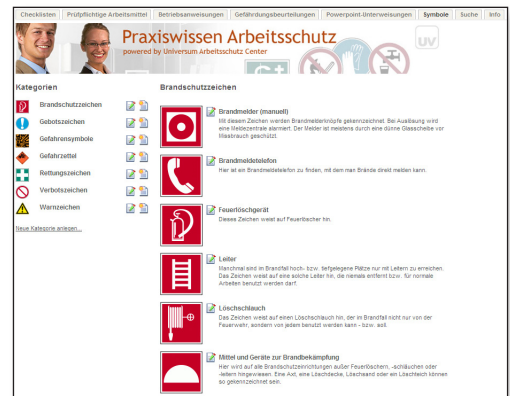 Checklisten Prüfpflichtige Arbeitsmittel Betriebsanweisungen Gefährdungsbeurteilungen Powerpoint-Unterweisungen Symbole Suche Info
Praxiswissen Arbeitsschutz
powered by Universum Arbeitsschutz Center
UV
Kategorien
Brandschutzzeichen
Gebotszeichen
Gefahrensymbole
Gefahrzettel
Rettungszeichen
Verbotszeichen
Warnzeichen
Neue Kategorie anlegen...
Brandschutzzeichen
Brandmelder (manuell)
Mit diesem Zeichen werden Brandmelderknöpfe gekennzeichnet. Bei Auslösung wird
eine Meldezentrale alarmiert. Der Melder ist meistens durch eine dünne Glasscheibe vor
Missbrauch geschützt.
Brandmeldetelefon
Hier ist ein Brandmeldetelefon zu finden, mit dem man Brände direkt melden kann.
Feuerlöschgerät
Dieses Zeichen weist auf Feuerlöscher hin.
Leiter
Manchmal sind im Brandfall hoch- bzw. tiefgelegene Plätze nur mit Leitern zu erreichen.
Das Zeichen weist auf eine solche Leiter hin, die niemals entfernt bzw. für normale
Arbeiten benutzt werden darf.
Löschschlauch
Das Zeichen weist auf einen Löschschlauch hin, der im Brandfall nicht nur von der
Feuerwehr, sondern von jedem benutzt werden kann - bzw. soll.
Mittel und Geräte zur Brandbekämpfung
Hier wird auf alle Brandschutzeinrichtungen außer Feuerlöschern, -schläuchen oder
-leitern hingewiesen. Eine Axt, eine Löschdecke, Löschsand oder ein Löschteich können
so gekennzeichnet sein.